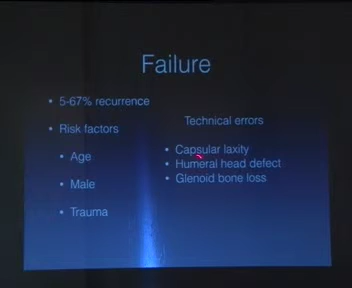 Failure
• 5-67% recurrence
• Risk factors
• Age
• Male
• Trauma
Technical errors
• Capsular laxity
• Humeral head defect
• Glenoid bone loss